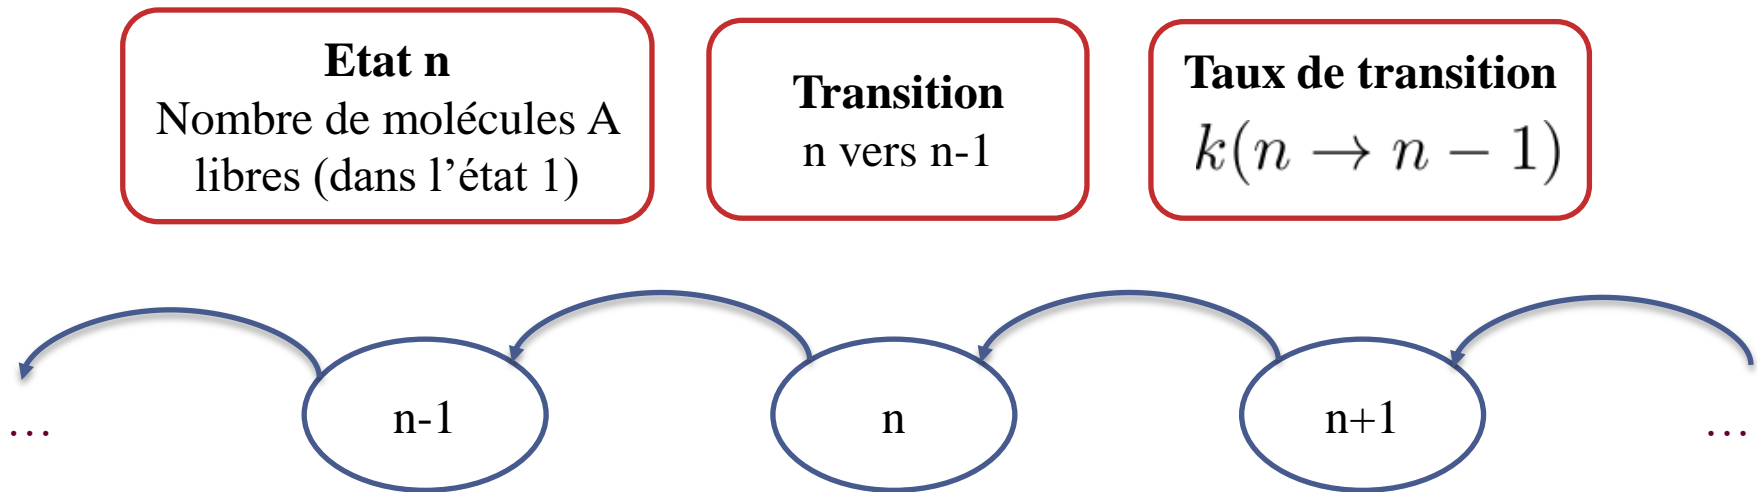 Etat n
Nombre de molécules A
libres (dans l’état 1)
Transition
n vers n-1
Taux de transition
k(n → n − 1)
… n-1 n n+1 …